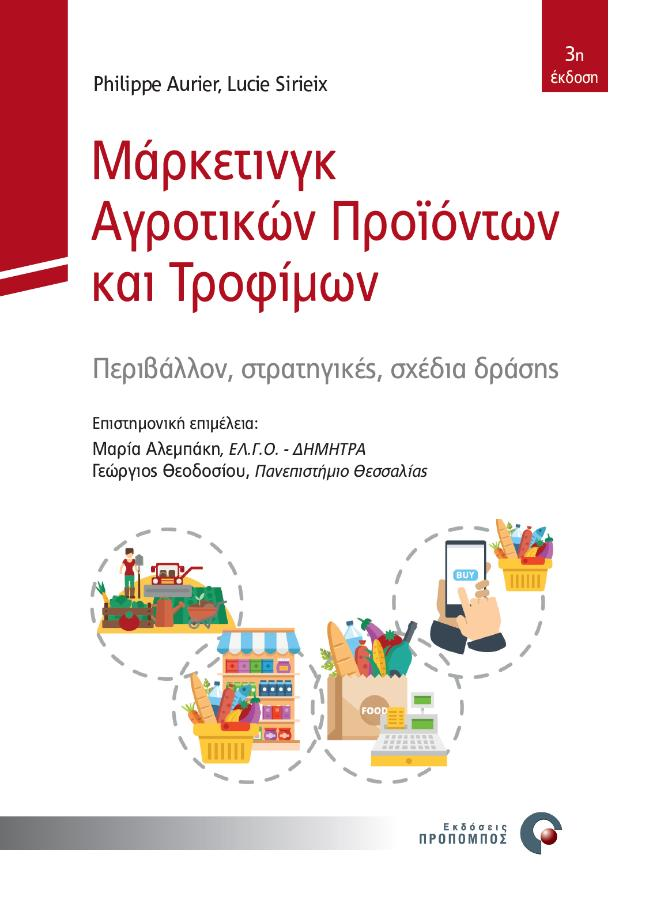 3η
έκδοση
Philippe Aurier, Lucie Sirieix
Μάρκετινγκ
Αγροτικών Προϊόντων
και Τροφίμων
Περιβάλλον, στρατηγικές, σχέδια δράσης
Επιστημονική επιμέλεια:
Μαρία Αλεμπάκη, ΕΛ.Γ.Ο. - ΔΗΜΗΤΡΑ
Γεώργιος Θεοδοσίου, Πανεπιστήμιο Θεσσαλίας
BUY
FOOD
Εκδόσεις
ΠΡΟΠΟΜΠΟΣ